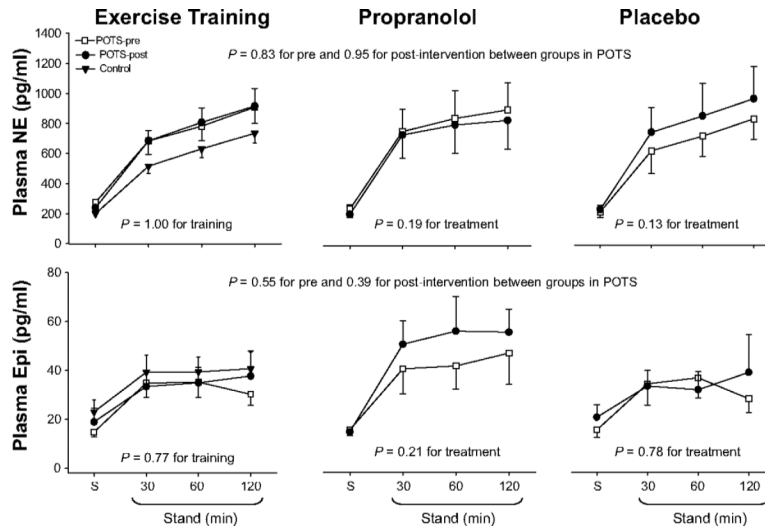 Exercise Training
Propranolol
Placebo
POTS-pre
POTS-post
Control
P = 0.83 for pre and 0.95 for post-intervention between groups in POTS
Plasma NE (pg/ml)
1400
1200
1000
800
600
400
200
0
P = 1.00 for training
P = 0.19 for treatment
P = 0.13 for treatment
P = 0.55 for pre and 0.39 for post-intervention between groups in POTS
Plasma Epi (pg/ml)
80
60
40
20
0
P = 0.77 for training
P = 0.21 for treatment
P = 0.78 for treatment
S 30 60 120
S 30 60 120
S 30 60 120
Stand (min)
Stand (min)
Stand (min)